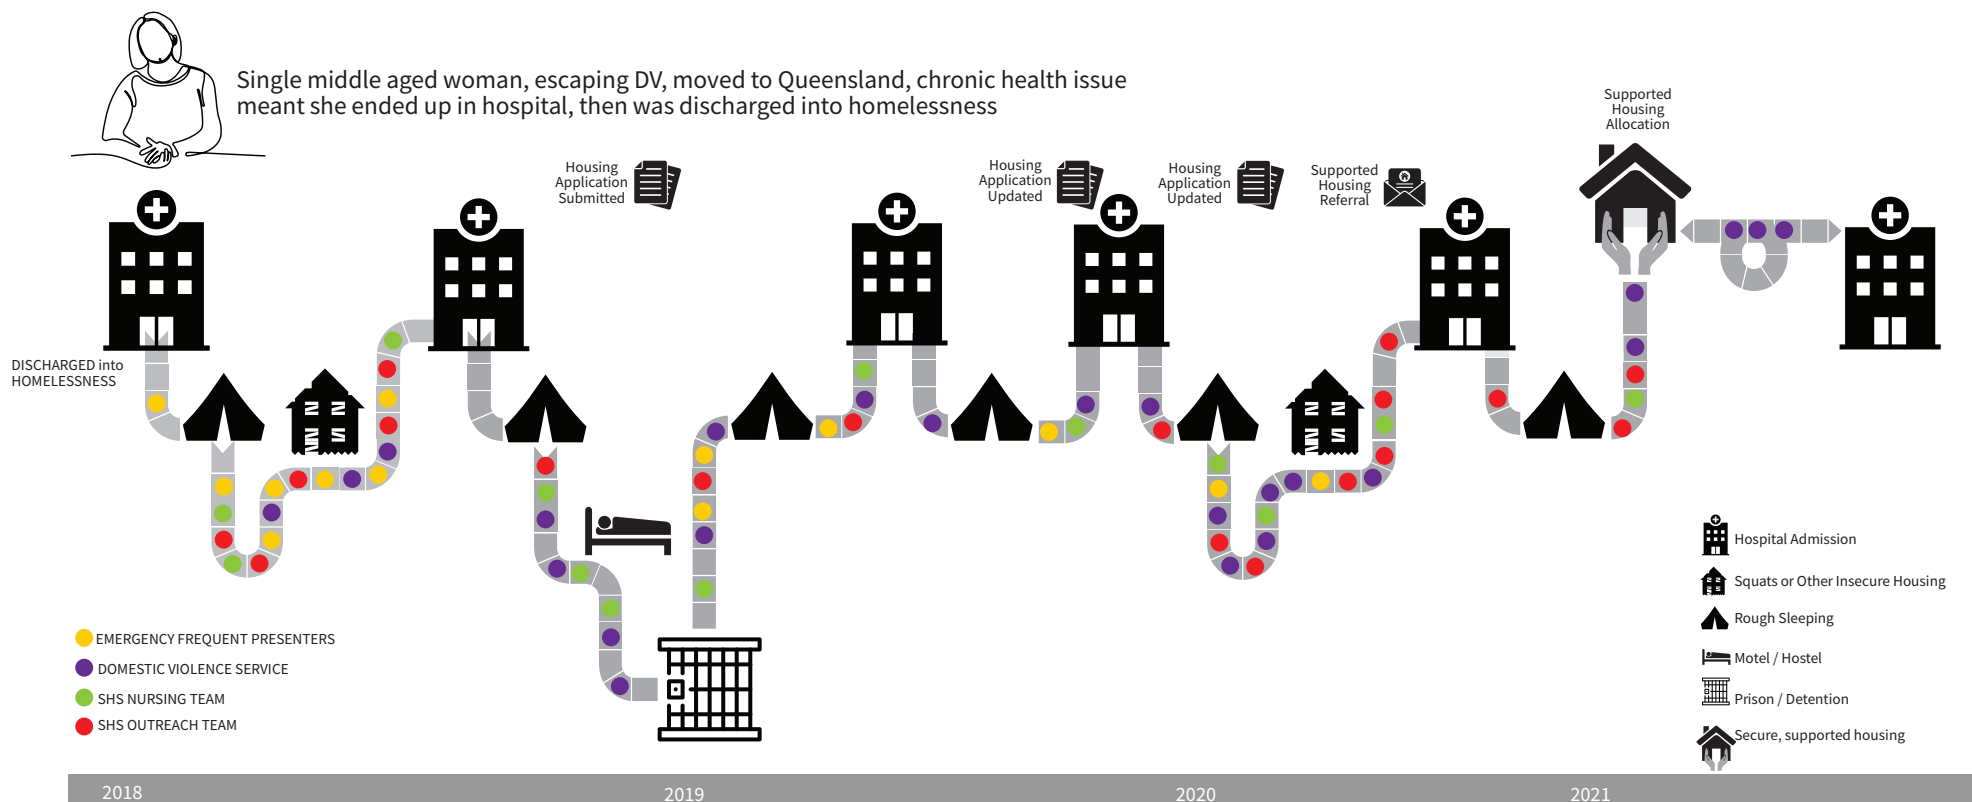 Single middle aged woman, escaping DV, moved to Queensland, chronic health issue
meant she ended up in hospital, then was discharged into homelessness
Supported
Housing
Allocation
Housing
Application
Submitted
Housing
Application
Updated
Housing
Application
Updated
Supported
Housing
Referral
DISCHARGED into
HOMELESSNESS
EMERGENCY FREQUENT PRESENTERS
DOMESTIC VIOLENCE SERVICE
SHS NURSING TEAM
SHS OUTREACH TEAM
Hospital Admission
Squats or Other Insecure Housing
Rough Sleeping
Motel / Hostel
Prison / Detention
Secure, supported housing
2018
2019
2020
2021